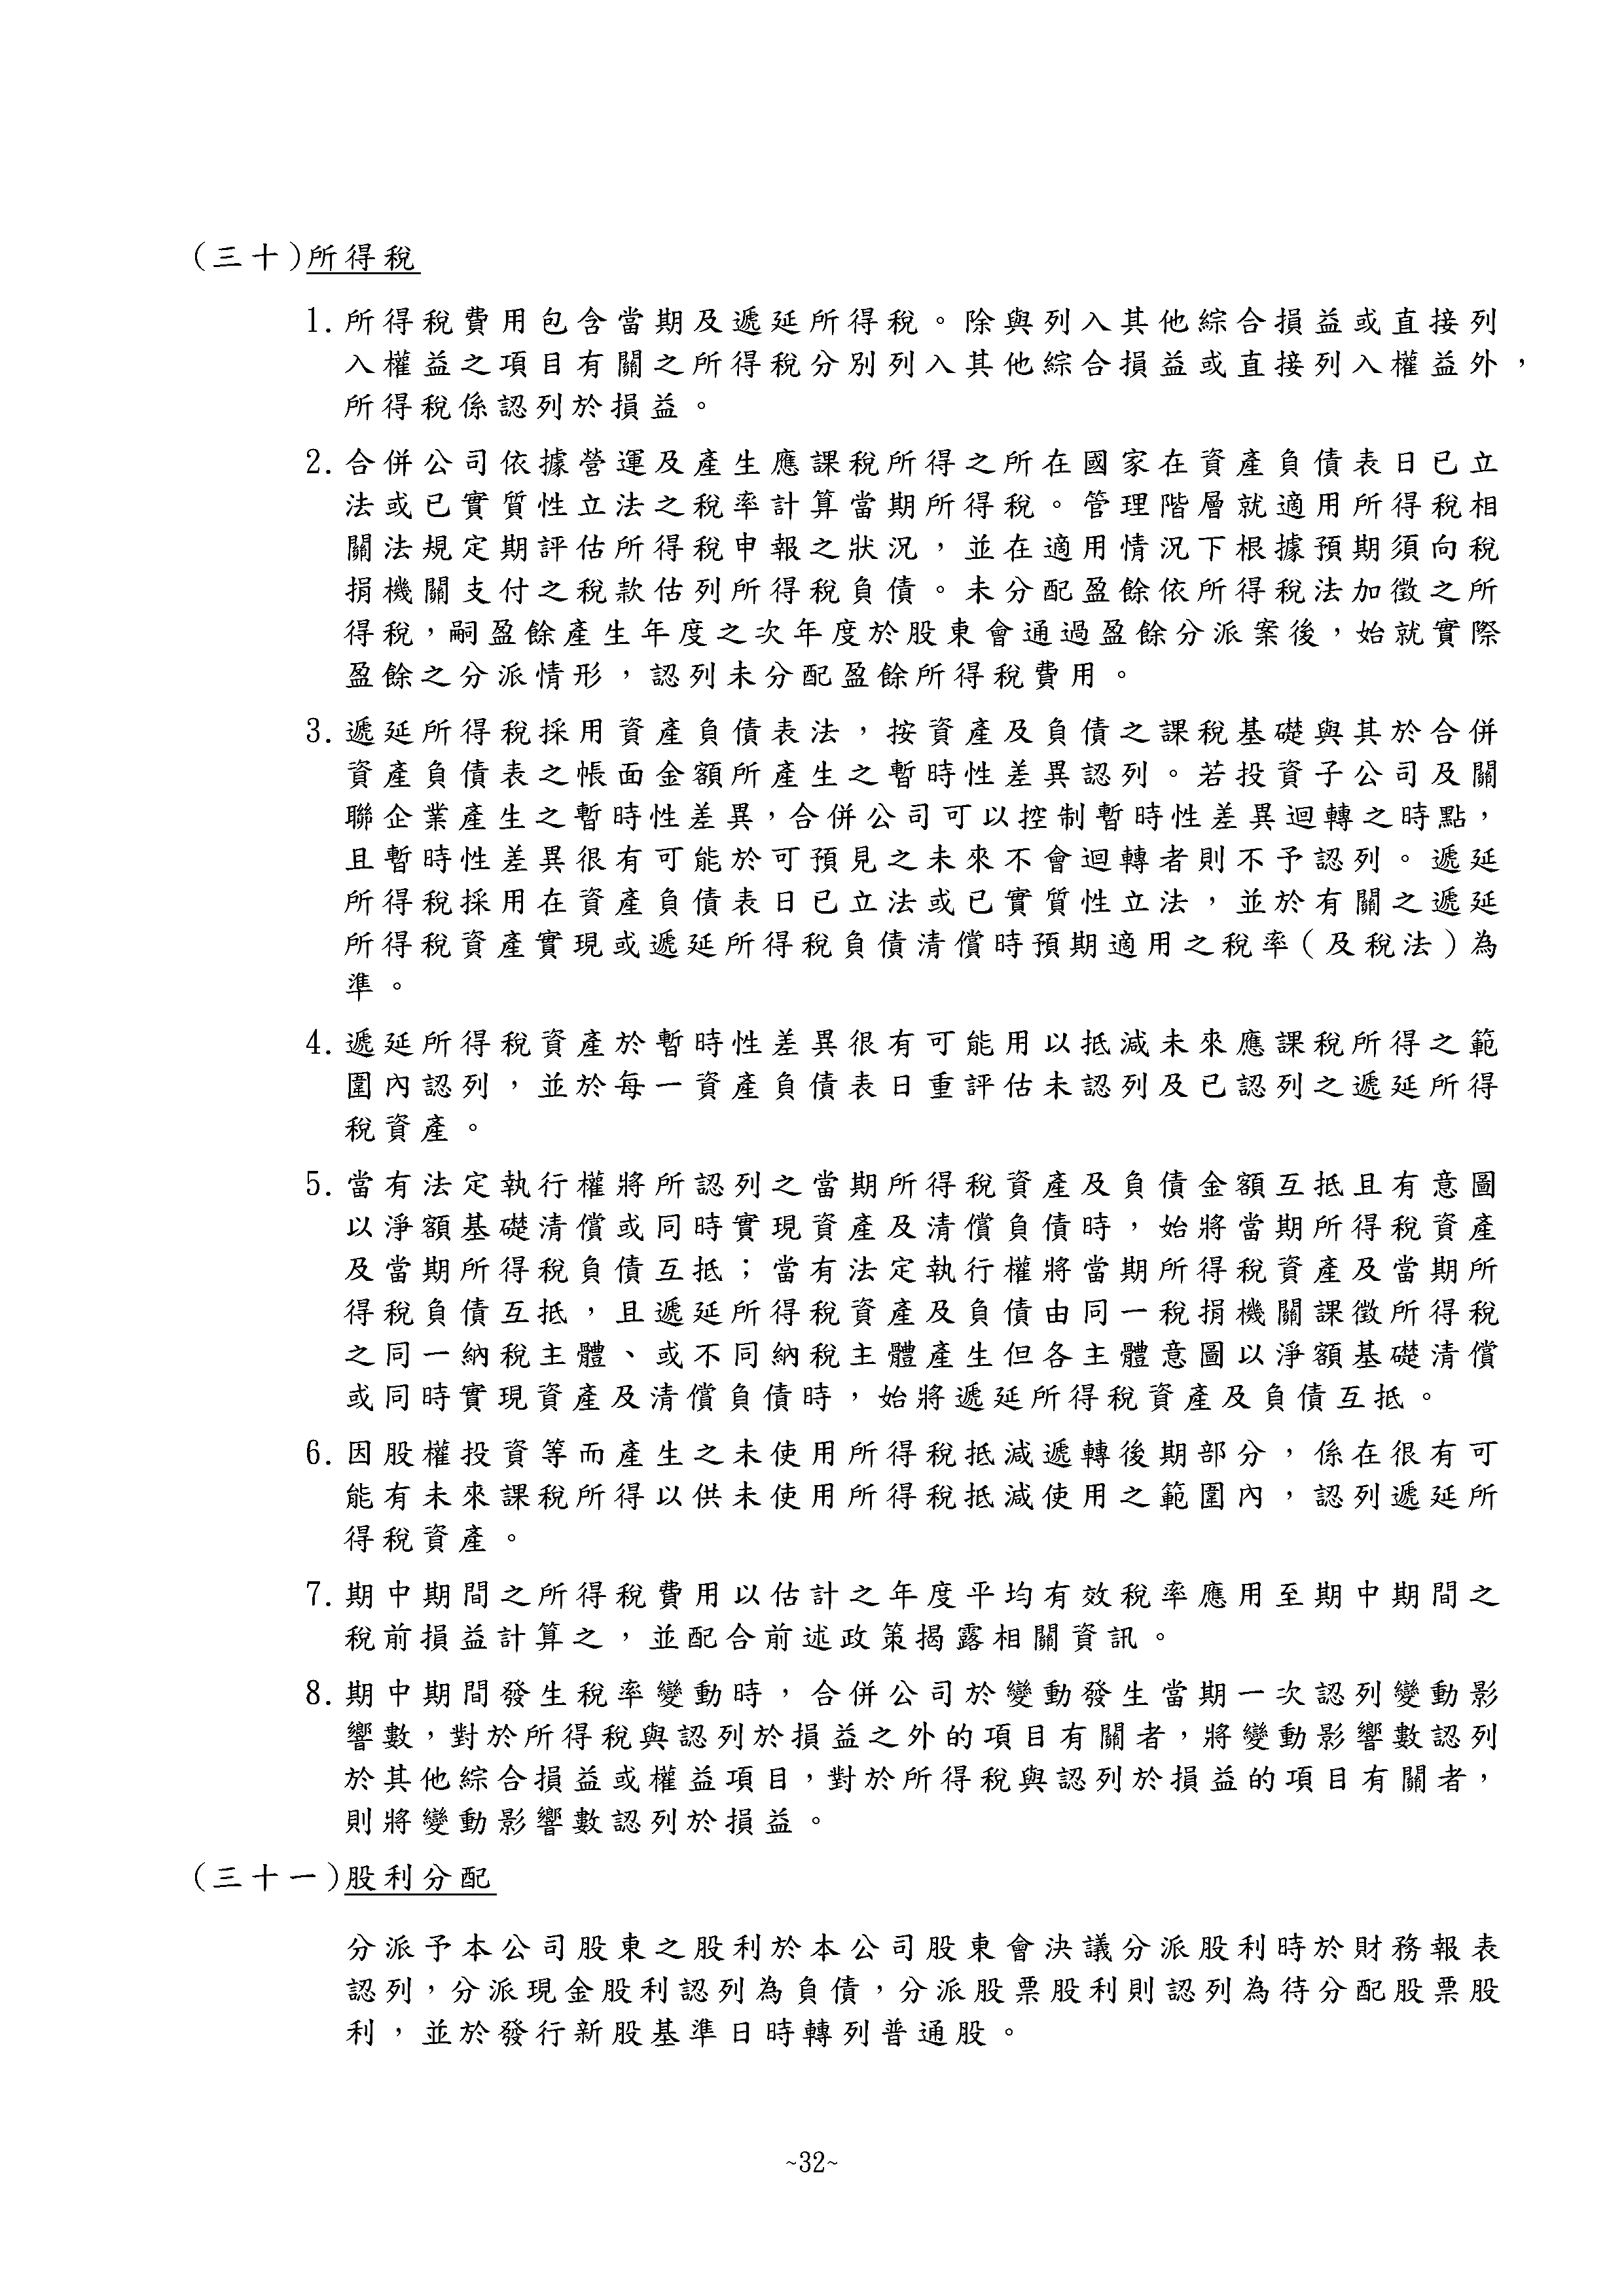 (三十)所得稅
1.所得稅費用包含當期及遞延所得稅。除與列入其他綜合損益或直接列
入權益之項目有關之所得稅分別列入其他綜合損益或直接列入權益外，
所得稅係認列於損益。
2.合併公司依據營運及產生應課稅所得之所在國家在資產負債表日已立
法或已實質性立法之稅率計算當期所得稅。管理階層就適用所得稅相
關法規定期評估所得稅申報之狀況，並在適用情況下根據預期須向稅
捐機關支付之稅款估列所得稅負債。未分配盈餘依所得稅法加徵之所
得稅，嗣盈餘產生年度之次年度於股東會通過盈餘分派案後，始就實際
盈餘之分派情形，認列未分配盈餘所得稅費用。
3.遞延所得稅採用資產負債表法，按資產及負債之課稅基礎與其於合併
資產負債表之帳面金額所產生之暫時性差異認列。若投資子公司及關
聯企業產生之暫時性差異，合併公司可以控制暫時性差異迴轉之時點，
且暫時性差異很有可能於可預見之未來不會迴轉者則不予認列。遞延
所得稅採用在資產負債表日已立法或已實質性立法，並於有關之遞延
所得稅資產實現或遞延所得稅負債清償時預期適用之稅率(及稅法)為
準。
4.遞延所得稅資產於暫時性差異很有可能用以抵減未來應課稅所得之範
圍內認列，並於每一資產負債表日重評估未認列及已認列之遞延所得
稅資產。
5.當有法定執行權將所認列之當期所得稅資產及負債金額互抵且有意圖
以淨額基礎清償或同時實現資產及清償負債時，始將當期所得稅資產
及當期所得稅負債互抵；當有法定執行權將當期所得稅資產及當期所
得稅負債互抵，且遞延所得稅資產及負債由同一稅捐機關課徵所得稅
之同一納稅主體、或不同納稅主體產生但各主體意圖以淨額基礎清償
或同時實現資產及清償負債時，始將遞延所得稅資產及負債互抵。
6.因股權投資等而產生之未使用所得稅抵減遞轉後期部分，係在很有可
能有未來課稅所得以供未使用所得稅抵減使用之範圍內，認列遞延所
得稅資產。
7.期中期間之所得稅費用以估計之年度平均有效稅率應用至期中期間之
稅前損益計算之，並配合前述政策揭露相關資訊。
8.期中期間發生稅率變動時，合併公司於變動發生當期一次認列變動影
響數，對於所得稅與認列於損益之外的項目有關者，將變動影響數認列
於其他綜合損益或權益項目，對於所得稅與認列於損益的項目有關者，
則將變動影響數認列於損益。
(三十一)股利分配
分派予本公司股東之股利於本公司股東會決議分派股利時於財務報表
認列，分派現金股利認列為負債，分派股票股利則認列為待分配股票股
利，並於發行新股基準日時轉列普通股。
~32~